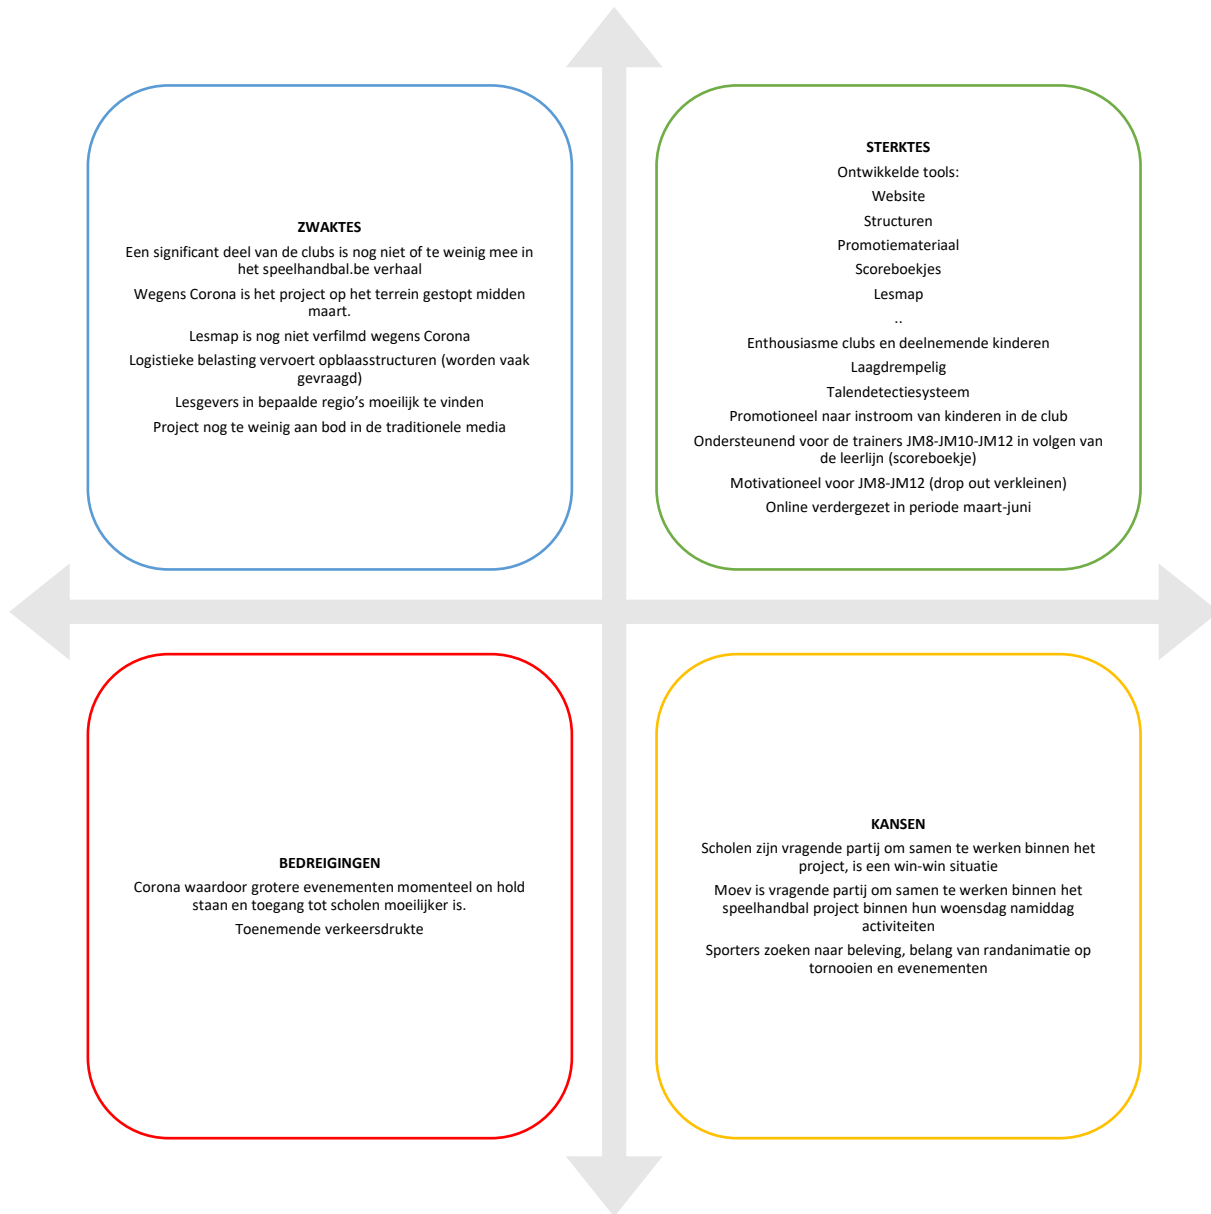 ZWAKTES
Een significant deel van de clubs is nog niet of te weinig mee in
het speelhandbal.be verhaal
Wegens Corona is het project op het terrein gestopt midden
maart.
Lesmap is nog niet verfilmd wegens Corona
Logistieke belasting vervoert opblaasstructuren (worden vaak
gevraagd)
Lesgevers in bepaalde regio’s moeilijk te vinden
Project nog te weinig aan bod in de traditionele media
STERKTES
Ontwikkelde tools:
Website
Structuren
Promotiemateriaal
Scoreboekjes
Lesmap
..
Enthousiasme clubs en deelnemende kinderen
Laagdrempelig
Talendetectiesysteem
Promotioneel naar instroom van kinderen in de club
Ondersteunend voor de trainers JM8-JM10-JM12 in volgen van
de leerlijn (scoreboekje)
Motivationeel voor JM8-JM12 (drop out verkleinen)
Online verdergezet in periode maart-juni
BEDREIGINGEN
Corona waardoor grotere evenementen momenteel on hold
staan en toegang tot scholen moeilijker is.
Toenemende verkeersdrukte
KANSEN
Scholen zijn vragende partij om samen te werken binnen het
project, is een win-win situatie
Moev is vragende partij om samen te werken binnen het
speelhandbal project binnen hun woensdag namiddag
activiteiten
Sporters zoeken naar beleving, belang van randanimatie op
tornooien en evenementen